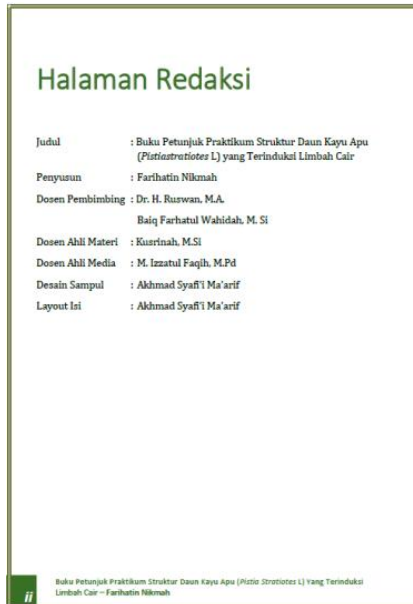 Halaman Redaksi
Judul : Buku Petunjuk Praktikum Struktur Daun Kayu Apu
(Pistiastratiotes L) yang Terinduksi Limbah Cair
Penyusun : Farihatin Nikmah
Dosen Pembimbing : Dr. H. Ruswan, M.A.
Baiq Farhatul Wahidah, M. Si
Dosen Ahli Materi : Kusrinah, M.Si
Dosen Ahli Media : M. Izzatul Faqih, M.Pd
Desain Sampul : Akhmad Syafi'i Ma'arif
Layout Isi : Akhmad Syafi'i Ma'arif
Buku Petunjuk Praktikum Struktur Daun Kayu Apu (Pistia Stratiotes L) Yang Terinduksi
Limbah Cair – Farihatin Nikmah
ii